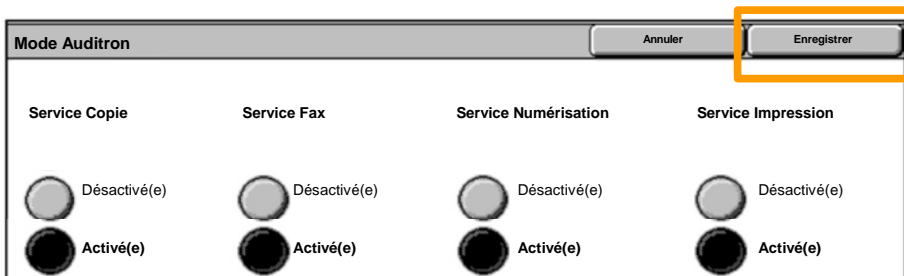 Mode Auditron Annuler Enregistrer
Service Copie Service Fax Service Numérisation Service Impression
Désactivé(e) Désactivé(e) Désactivé(e) Désactivé(e)
Activé(e) Activé(e) Activé(e) Activé(e)